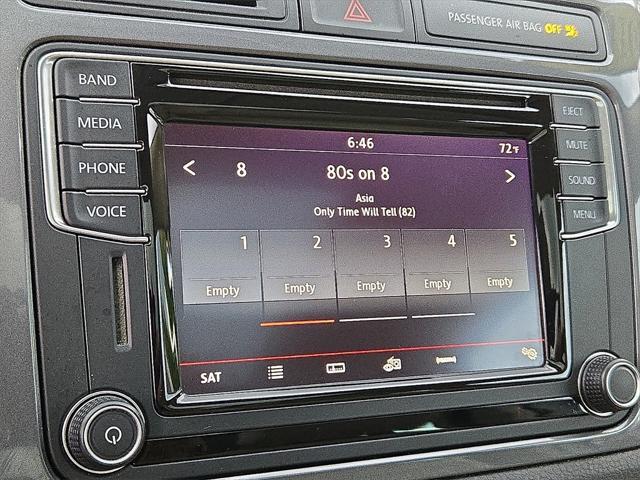 PASSENGER AIR BAG OFF
BAND
MEDIA
PHONE
VOICE
EJECT
MUTE
SOUND
MENU
6:46
72°F
< 8 80s on 8 >
Asia
Only Time Will Tell (82)
1 2 3 4 5
Empty Empty Empty Empty Empty
SAT